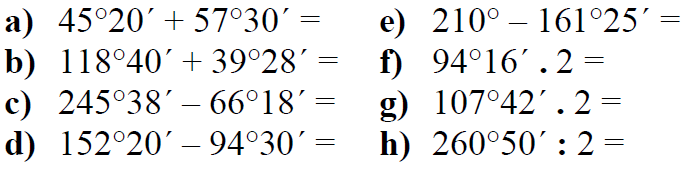 a) 45°20´ + 57°30´ =
b) 118°40´ + 39°28´ =
c) 245°38´ – 66°18´ =
d) 152°20´ – 94°30´ =
e) 210° – 161°25´ =
f) 94°16´ . 2 =
g) 107°42´ . 2 =
h) 260°50´ : 2 =